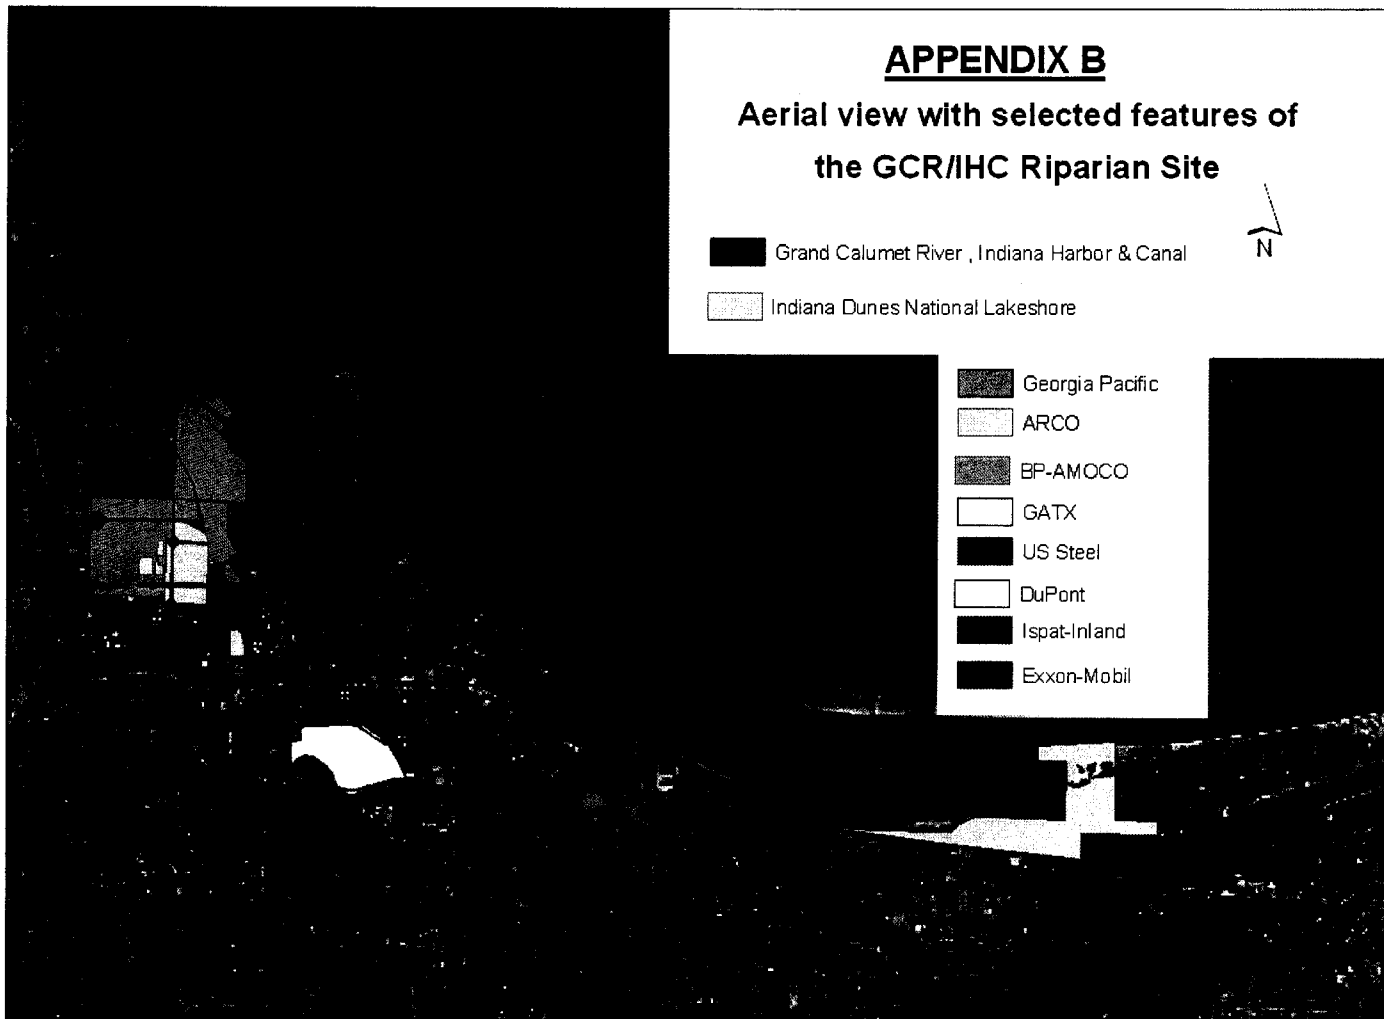 APPENDIX B
Aerial view with selected features of
the GCR/IHC Riparian Site
N
Grand Calumet River , Indiana Harbor & Canal
Indiana Dunes National Lakeshore
Georgia Pacific
ARCO
BP-AMOCO
GATX
US Steel
DuPont
Ispat-Inland
Exxon-Mobil